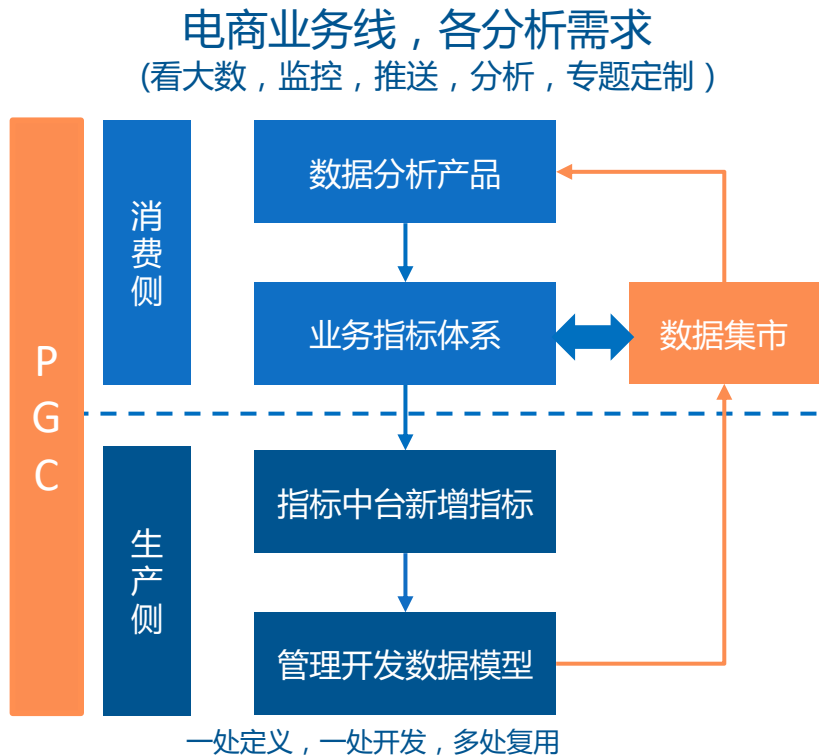 电商业务线，各分析需求
(看大数，监控，推送，分析，专题定制）
PGC
消费侧
数据分析产品
业务指标体系
数据集市
生产侧
指标中台新增指标
管理开发数据模型
一处定义，一处开发，多处复用